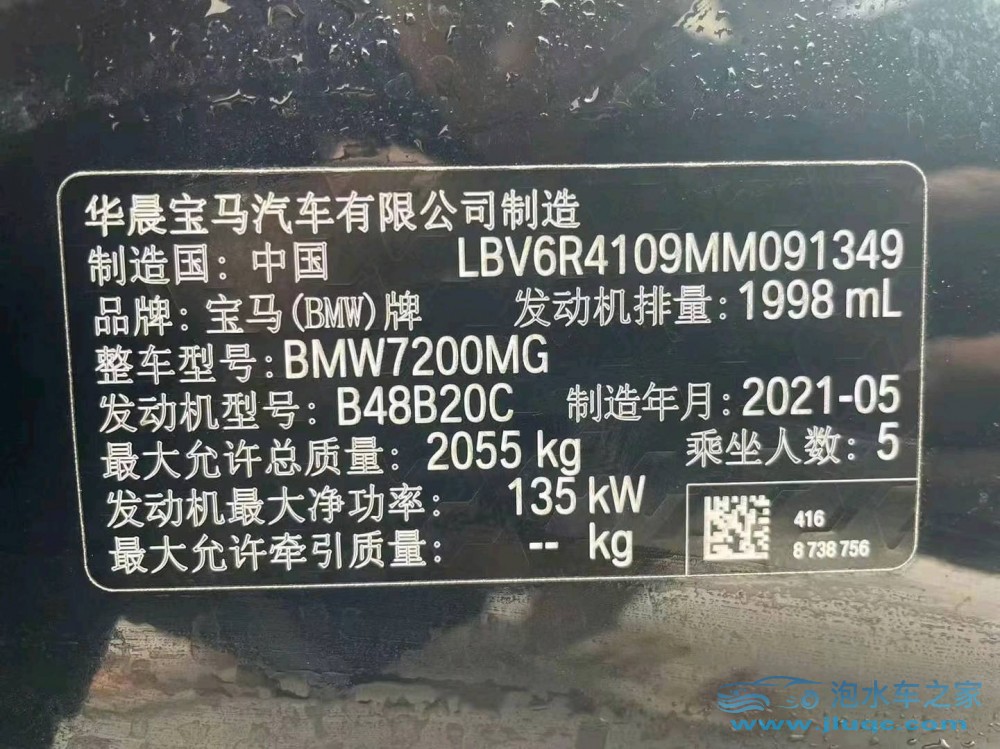 华晨宝马汽车有限公司制造
制造国：中国 LBV6R4109MM091349
品牌：宝马(BMW)牌 发动机排量：1998 mL
整车型号：BMW7200MG
发动机型号：B48B20C 制造年月：2021-05
最大允许总质量：2055 kg 乘坐人数：5
发动机最大净功率：135 kW
最大允许牵引质量：-- kg
416
8 738 756
泡水车之家
www.jiuqc.com